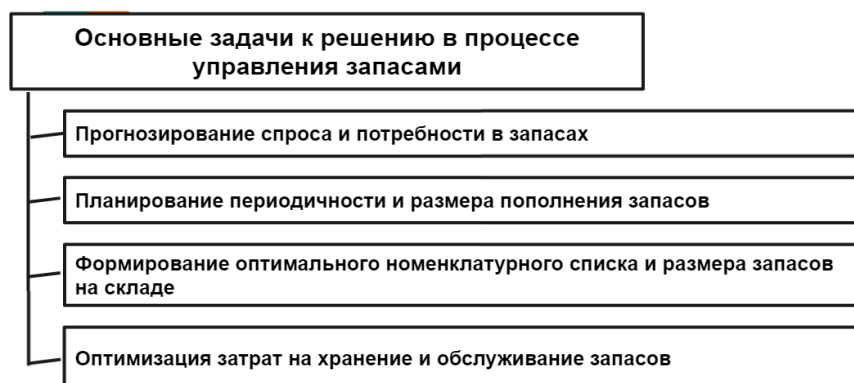 Основные задачи к решению в процессе
управления запасами
Прогнозирование спроса и потребности в запасах
Планирование периодичности и размера пополнения запасов
Формирование оптимального номенклатурного списка и размера запасов
на складе
Оптимизация затрат на хранение и обслуживание запасов